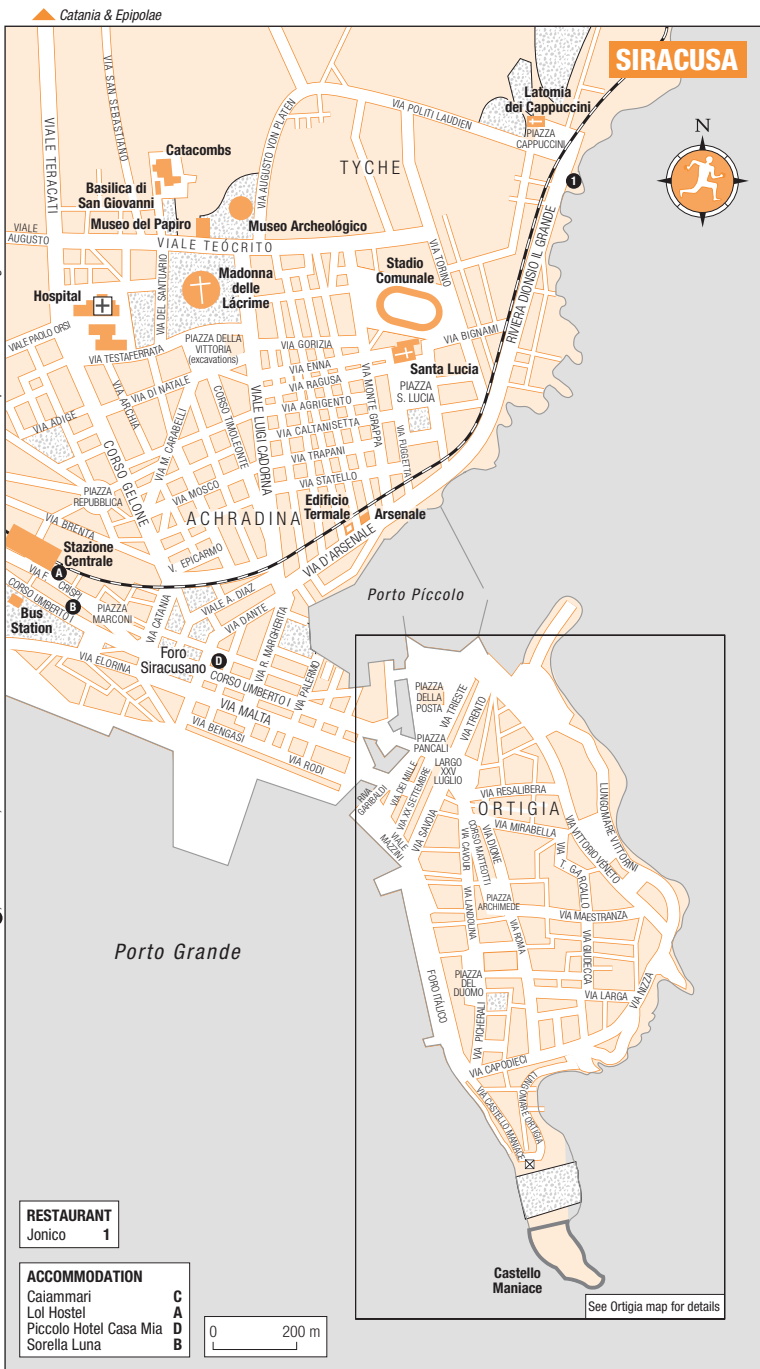 Catania & Epipolae
SIRACUSA
N
Latomia
dei Cappuccini
PIAZZA
CAPPUCCINI
VIA POLITI LAUDIEN
VIA SAN SEBASTIANO
VIALE TERACATI
VIA AUGUSTO VON PLATEN
TYCHE
Catacombs
Basilica di
San Giovanni
Museo del Papiro
Museo Archeológico
VIALE
AUGUSTO
VIALE TEÓCRITO
1
RIVIERA DIONISIO IL GRANDE
VIA TORINO
Stadio
Comunale
Madonna
delle
Lácrime
VIA DEL SANTUARIO
Hospital
VIALE PAOLO ORSI
VIA TESTAFERRATA
PIAZZA DELLA
VITTORIA
(excavations)
VIA GORIZIA
VIA BIGNAMI
VIA ENNA
Santa Lucia
VIA RAGUSA
PIAZZA
S. LUCIA
VIA AGRIGENTO
VIA MONTE GRAPPA
VIA CALTANISETTA
VIA FUGGETTA
VIA TRAPANI
VIA STATELLO
VIA DI NATALE
VIA ARCHIA
VIA ADIGE
VIA M. CARABELLI
CORSO TIMOLEONTE
VIALE LUIGI CADORNA
CORSO GELONE
VIA MOSCO
PIAZZA
REPUBBLICA
ACHRADINA
Edificio
Termale
Arsenale
VIA D'ARSENALE
VIA BRENTA
Stazione
Centrale
V. EPICARMO
A
VIA F. CRISPI
CORSO UMBERTO I
B
Bus
Station
PIAZZA
MARCONI
VIA CATANIA
VIALE A. DIAZ
VIA DANTE
Foro
Siracusano
D
VIA R. MARGHERITA
VIA PALERMO
VIA ELORINA
CORSO UMBERTO I
VIA MALTA
VIA BENGASI
VIA RODI
Porto Píccolo
Porto Grande
PIAZZA
DELLA
POSTA
VIA TRIESTE
VIA TRENTO
PIAZZA
PANCALI
LARGO
XXV
LUGLIO
RIVA
GARIBALDI
VIA DEI MILLE
VIA XX SETTEMBRE
VIALE
MAZZINI
VIA SAVOIA
VIA RESALIBERA
ORTIGIA
VIA MIRABELLA
LUNGOMARE VITTORINI
VIA VITTORIO VENETO
VIA CAVOUR
CORSO MATTEOTTI
VIA DIONE
VIA T. GARGALLO
PIAZZA
ARCHIMEDE
VIA LANDOLINA
VIA MAESTRANZA
VIA ROMA
VIA GIUDECCA
FORO ITÁLICO
PIAZZA
DEL
DUOMO
VIA LARGA
VIA NIZZA
VIA PICHERALI
VIA CAPODIECI
LUNGOMARE ORTIGIA
VIA CASTELLO MANIACE
Castello
Maniace
See Ortigia map for details
RESTAURANT
Jonico 1
ACCOMMODATION
Caiammari C
Lol Hostel A
Piccolo Hotel Casa Mia D
Sorella Luna B
0 200 m